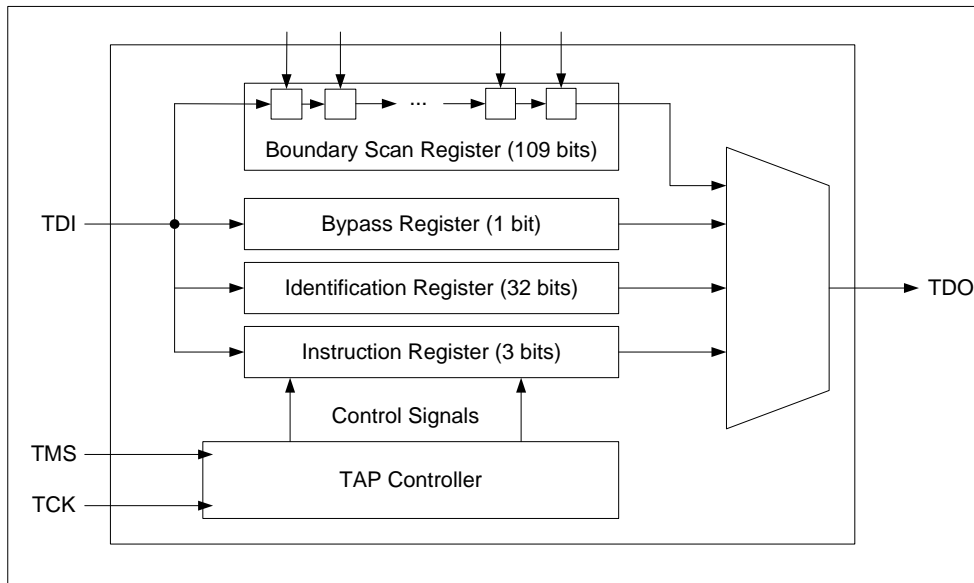 ...
Boundary Scan Register (109 bits)
TDI
Bypass Register (1 bit)
Identification Register (32 bits)
TDO
Instruction Register (3 bits)
Control Signals
TMS
TAP Controller
TCK